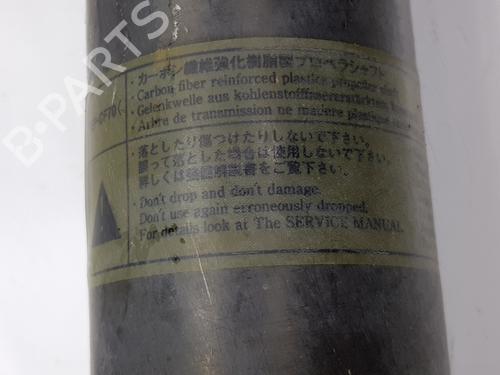 B-PARTS
・カーボン繊維強化樹脂製プロペラシャフト
・Carbon fiber reinforced plastics propeller shaft
・Gelenkwelle aus kohlenstoffaserverstärktem
・Arbre de transmission en matière plastique
・落としたり傷つけたりしないで下さい。
誤って落とした場合は使用しないで下さい。
詳しくは整備解説書をご覧下さい。
・Don't drop and don't damage.
Don't use again erroneously dropped.
For details look at The SERVICE MANUAL.